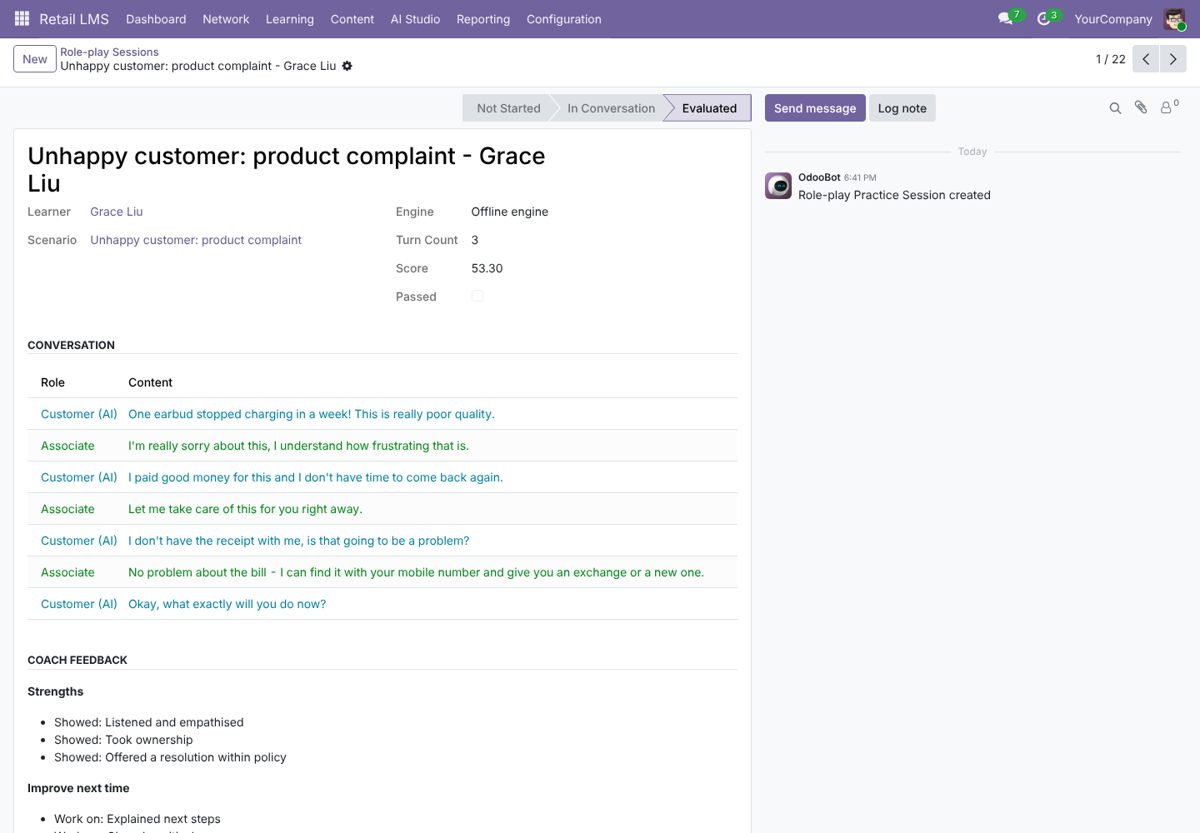 Retail LMS Dashboard Network Learning Content AI Studio Reporting Configuration 7 3 YourCompany
New Role-play Sessions
Unhappy customer: product complaint - Grace Liu 1 / 22
Not Started In Conversation Evaluated Send message Log note 0
Today
Unhappy customer: product complaint - Grace
Liu
OdooBot 6:41 PM
Role-play Practice Session created
Learner Grace Liu Engine Offline engine
Scenario Unhappy customer: product complaint Turn Count 3
Score 53.30
Passed
CONVERSATION
Role Content
Customer (AI) One earbud stopped charging in a week! This is really poor quality.
Associate I'm really sorry about this, I understand how frustrating that is.
Customer (AI) I paid good money for this and I don't have time to come back again.
Associate Let me take care of this for you right away.
Customer (AI) I don't have the receipt with me, is that going to be a problem?
Associate No problem about the bill - I can find it with your mobile number and give you an exchange or a new one.
Customer (AI) Okay, what exactly will you do now?
COACH FEEDBACK
Strengths
Showed: Listened and empathised
Showed: Took ownership
Showed: Offered a resolution within policy
Improve next time
Work on: Explained next steps